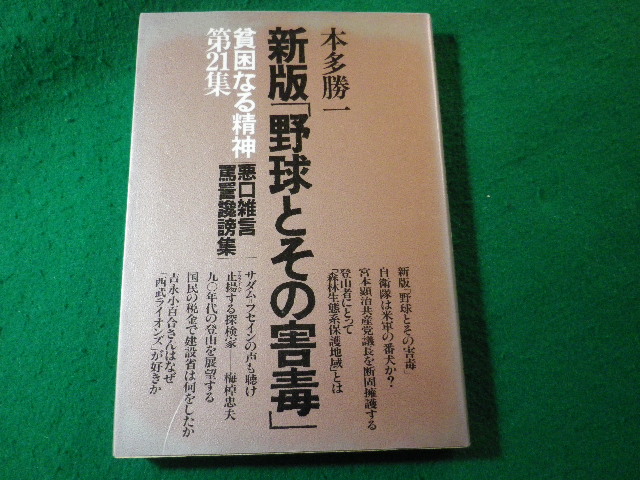 本多勝一
新版「野球とその害毒」
貧困なる精神
第21集
悪口雑言
罵詈讒謗集
新版「野球とその害毒
自衛隊は米軍の番犬か?
宮本顕治共産党議長を断固擁護する
登山者にとって
「森林生態系保護地域」とは
サダム・フセインの声も聴け
止揚する探検家――梅棹忠夫
九〇年代の登山を展望する
国民の税金で建設省は何をしたか
吉永小百合さんはなぜ
「西武ライオンズ」が好きか